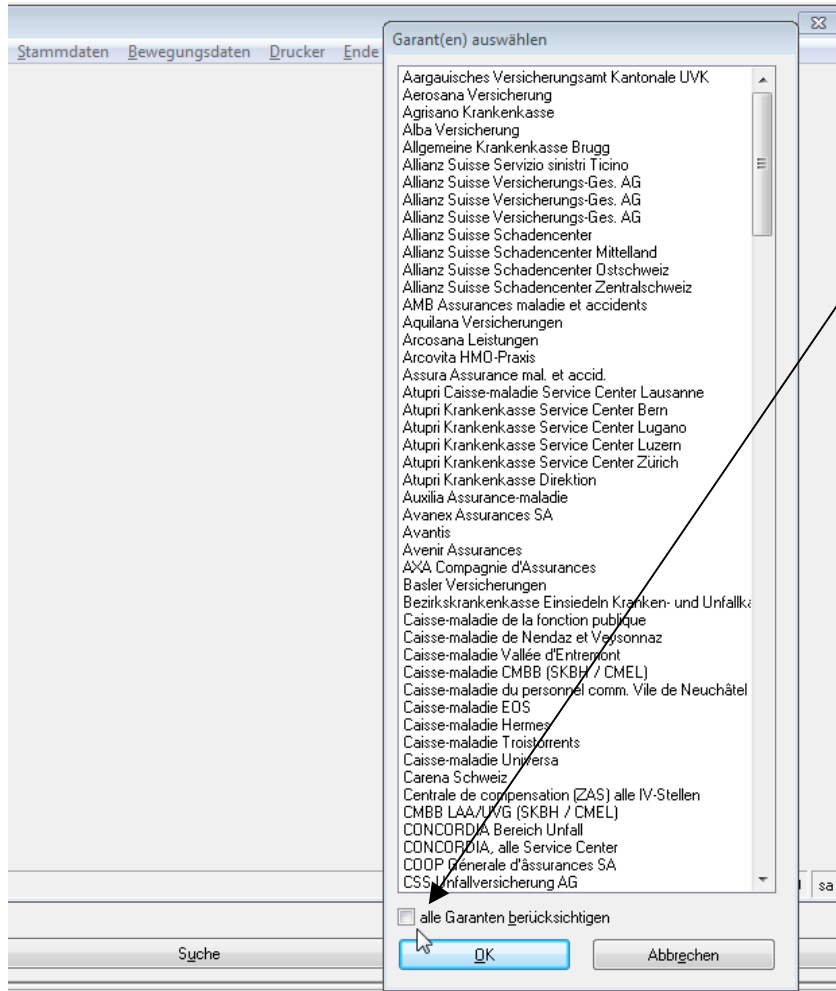 Stammdaten Bewegungsdaten Drucker Ende
Garant(en) auswählen
Aargauisches Versicherungsamt Kantonale UVK
Aerosana Versicherung
Agrisano Krankenkasse
Alba Versicherung
Allgemeine Krankenkasse Brugg
Allianz Suisse Servizio sinistri Ticino
Allianz Suisse Versicherungs-Ges. AG
Allianz Suisse Versicherungs-Ges. AG
Allianz Suisse Versicherungs-Ges. AG
Allianz Suisse Schadencenter
Allianz Suisse Schadencenter Mittelland
Allianz Suisse Schadencenter Ostschweiz
Allianz Suisse Schadencenter Zentralschweiz
AMB Assurances maladie et accidents
Aquilana Versicherungen
Arcosana Leistungen
Arcovita HMO-Praxis
Assura Assurance mal. et accid.
Atupri Caisse-maladie Service Center Lausanne
Atupri Krankenkasse Service Center Bern
Atupri Krankenkasse Service Center Lugano
Atupri Krankenkasse Service Center Luzern
Atupri Krankenkasse Service Center Zürich
Atupri Krankenkasse Direktion
Auxilia Assurance-maladie
Avanex Assurances SA
Avantis
Avenir Assurances
AXA Compagnie d'Assurances
Basler Versicherungen
Bezirkskrankenkasse Einsiedeln Kranken- und Unfallka
Caisse-maladie de la fonction publique
Caisse-maladie de Nendaz et Veysonnaz
Caisse-maladie Vallée d'Entremont
Caisse-maladie CMBB (SKBH / CMEL)
Caisse-maladie du personnel comm. Vile de Neuchâtel
Caisse-maladie EOS
Caisse-maladie Hermes
Caisse-maladie Troistorrents
Caisse-maladie Universa
Carena Schweiz
Centrale de compensation (ZAS) alle IV-Stellen
CMBB LAA/UVG (SKBH / CMEL)
CONCORDIA Bereich Unfall
CONCORDIA, alle Service Center
COOP Génerale d'âssurances SA
CSS Unfallversicherung AG
sa
alle Garanten berücksichtigen
Suche
OK
Abbrechen